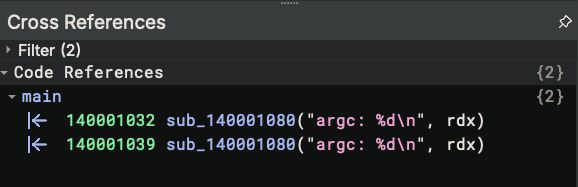 Cross References
Filter (2)
Code References {2}
main {2}
140001032 sub_140001080("argc: %d\n", rdx)
140001039 sub_140001080("argc: %d\n", rdx)